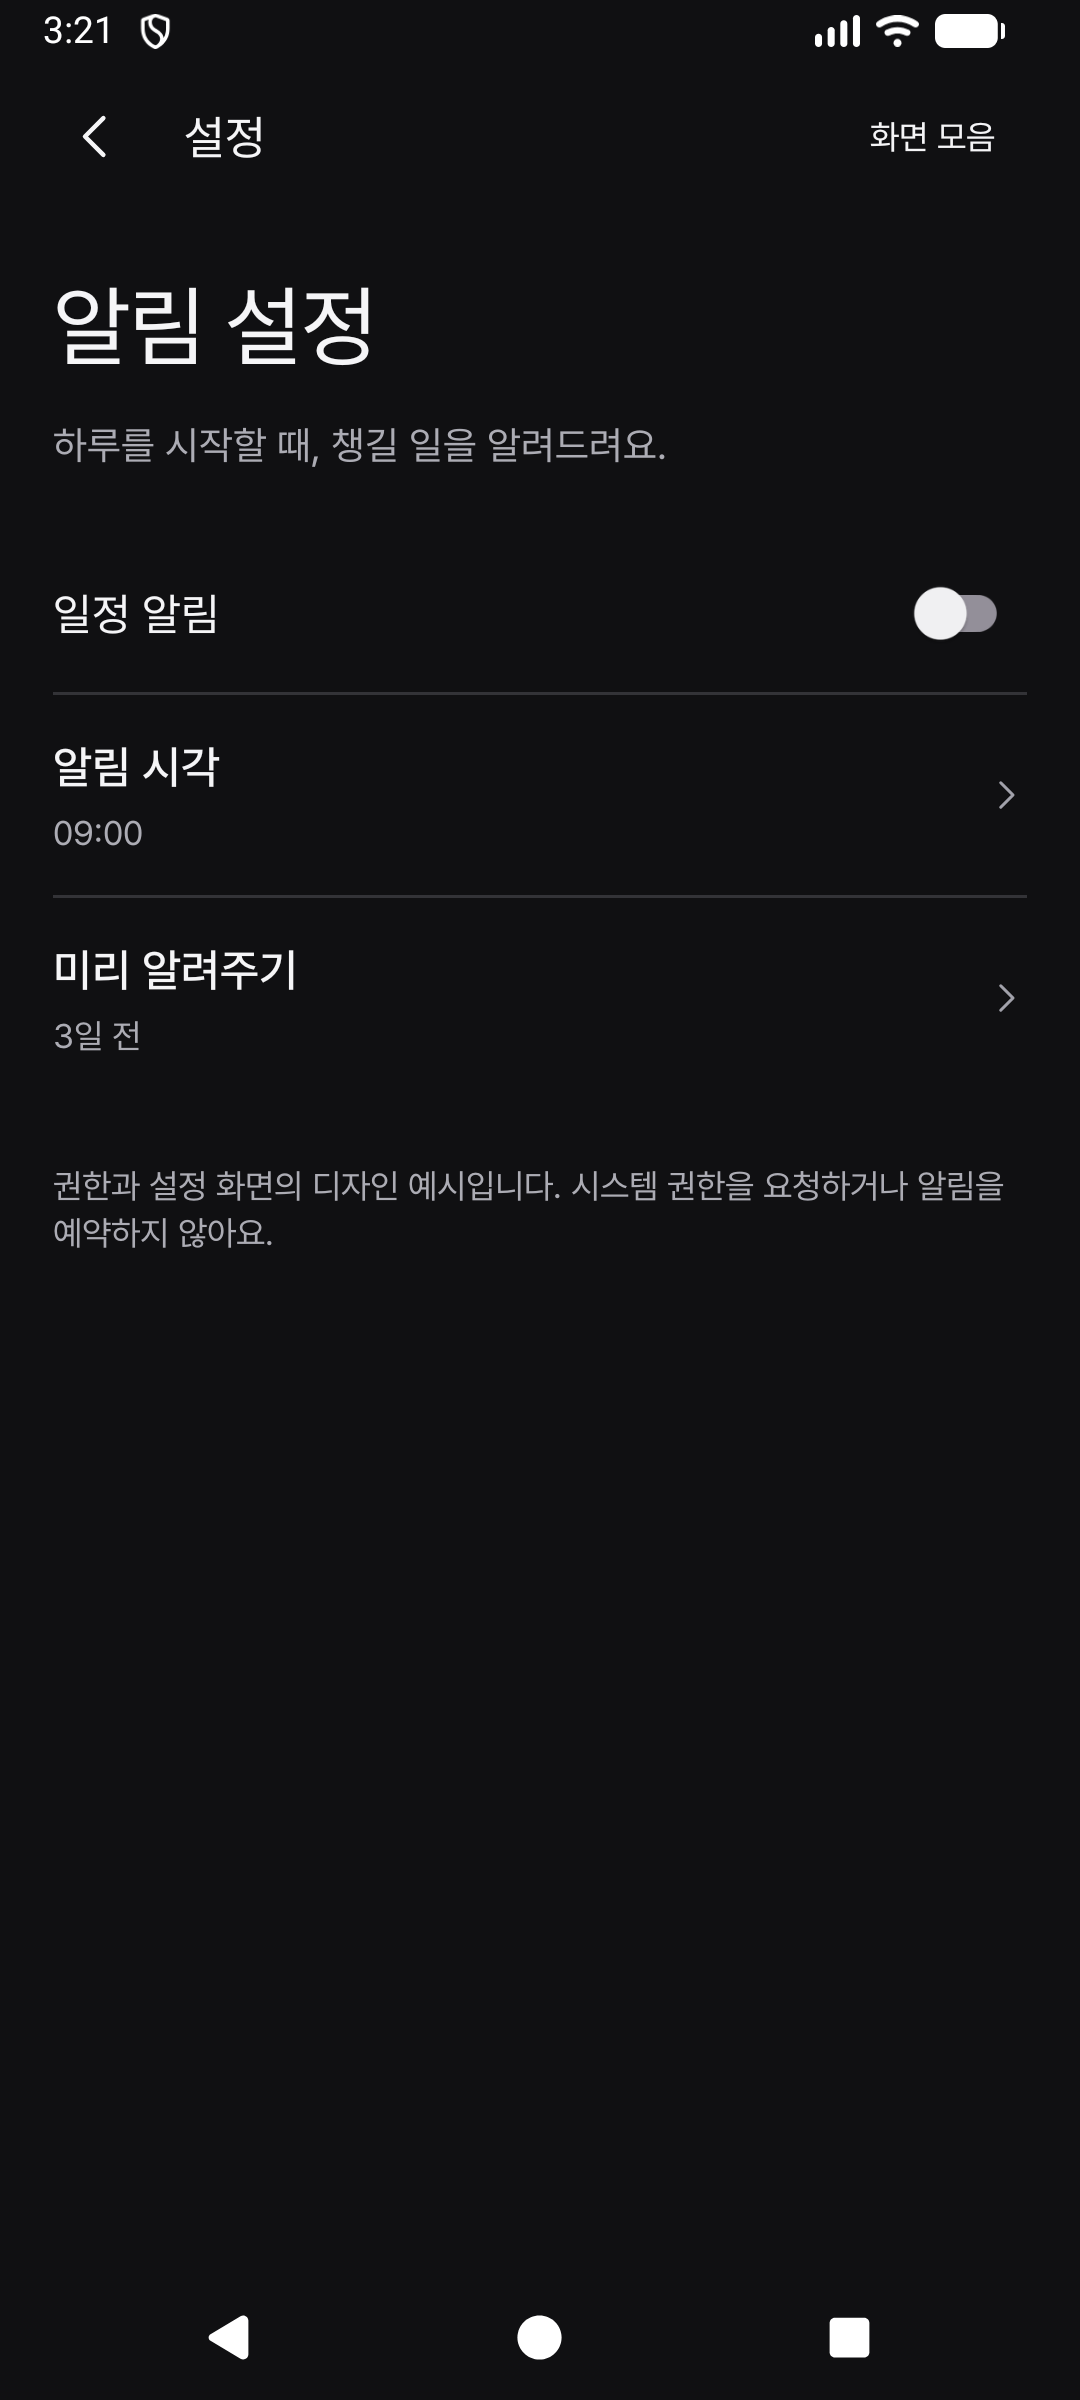 3:21
설정
화면 모음
알림 설정
하루를 시작할 때, 챙길 일을 알려드려요.
일정 알림
알림 시각
09:00
미리 알려주기
3일 전
권한과 설정 화면의 디자인 예시입니다. 시스템 권한을 요청하거나 알림을
예약하지 않아요.